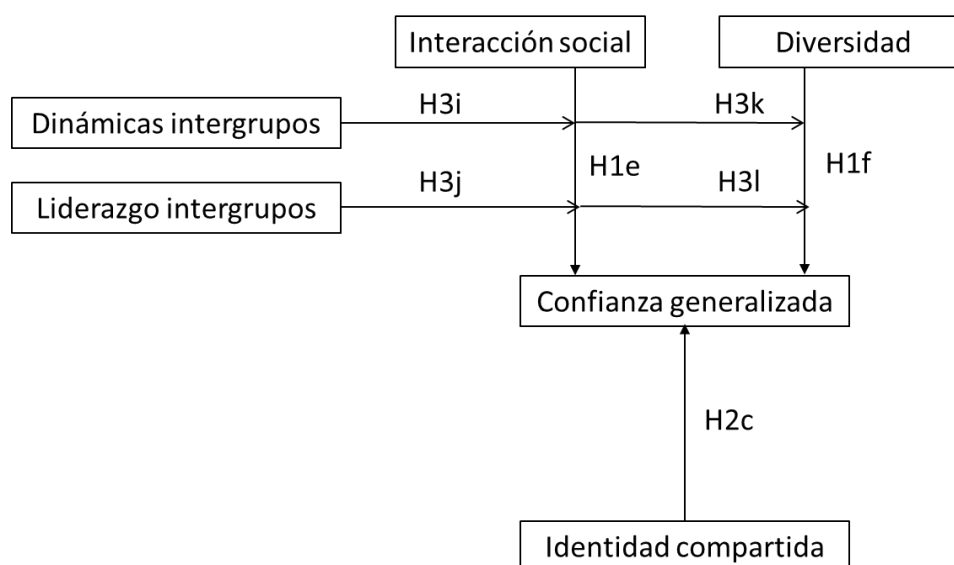 Interacción social
Diversidad
H3i
H3k
Dinámicas intergrupos
H1e
H1f
H3j
H3l
Liderazgo intergrupos
Confianza generalizada
H2c
Identidad compartida